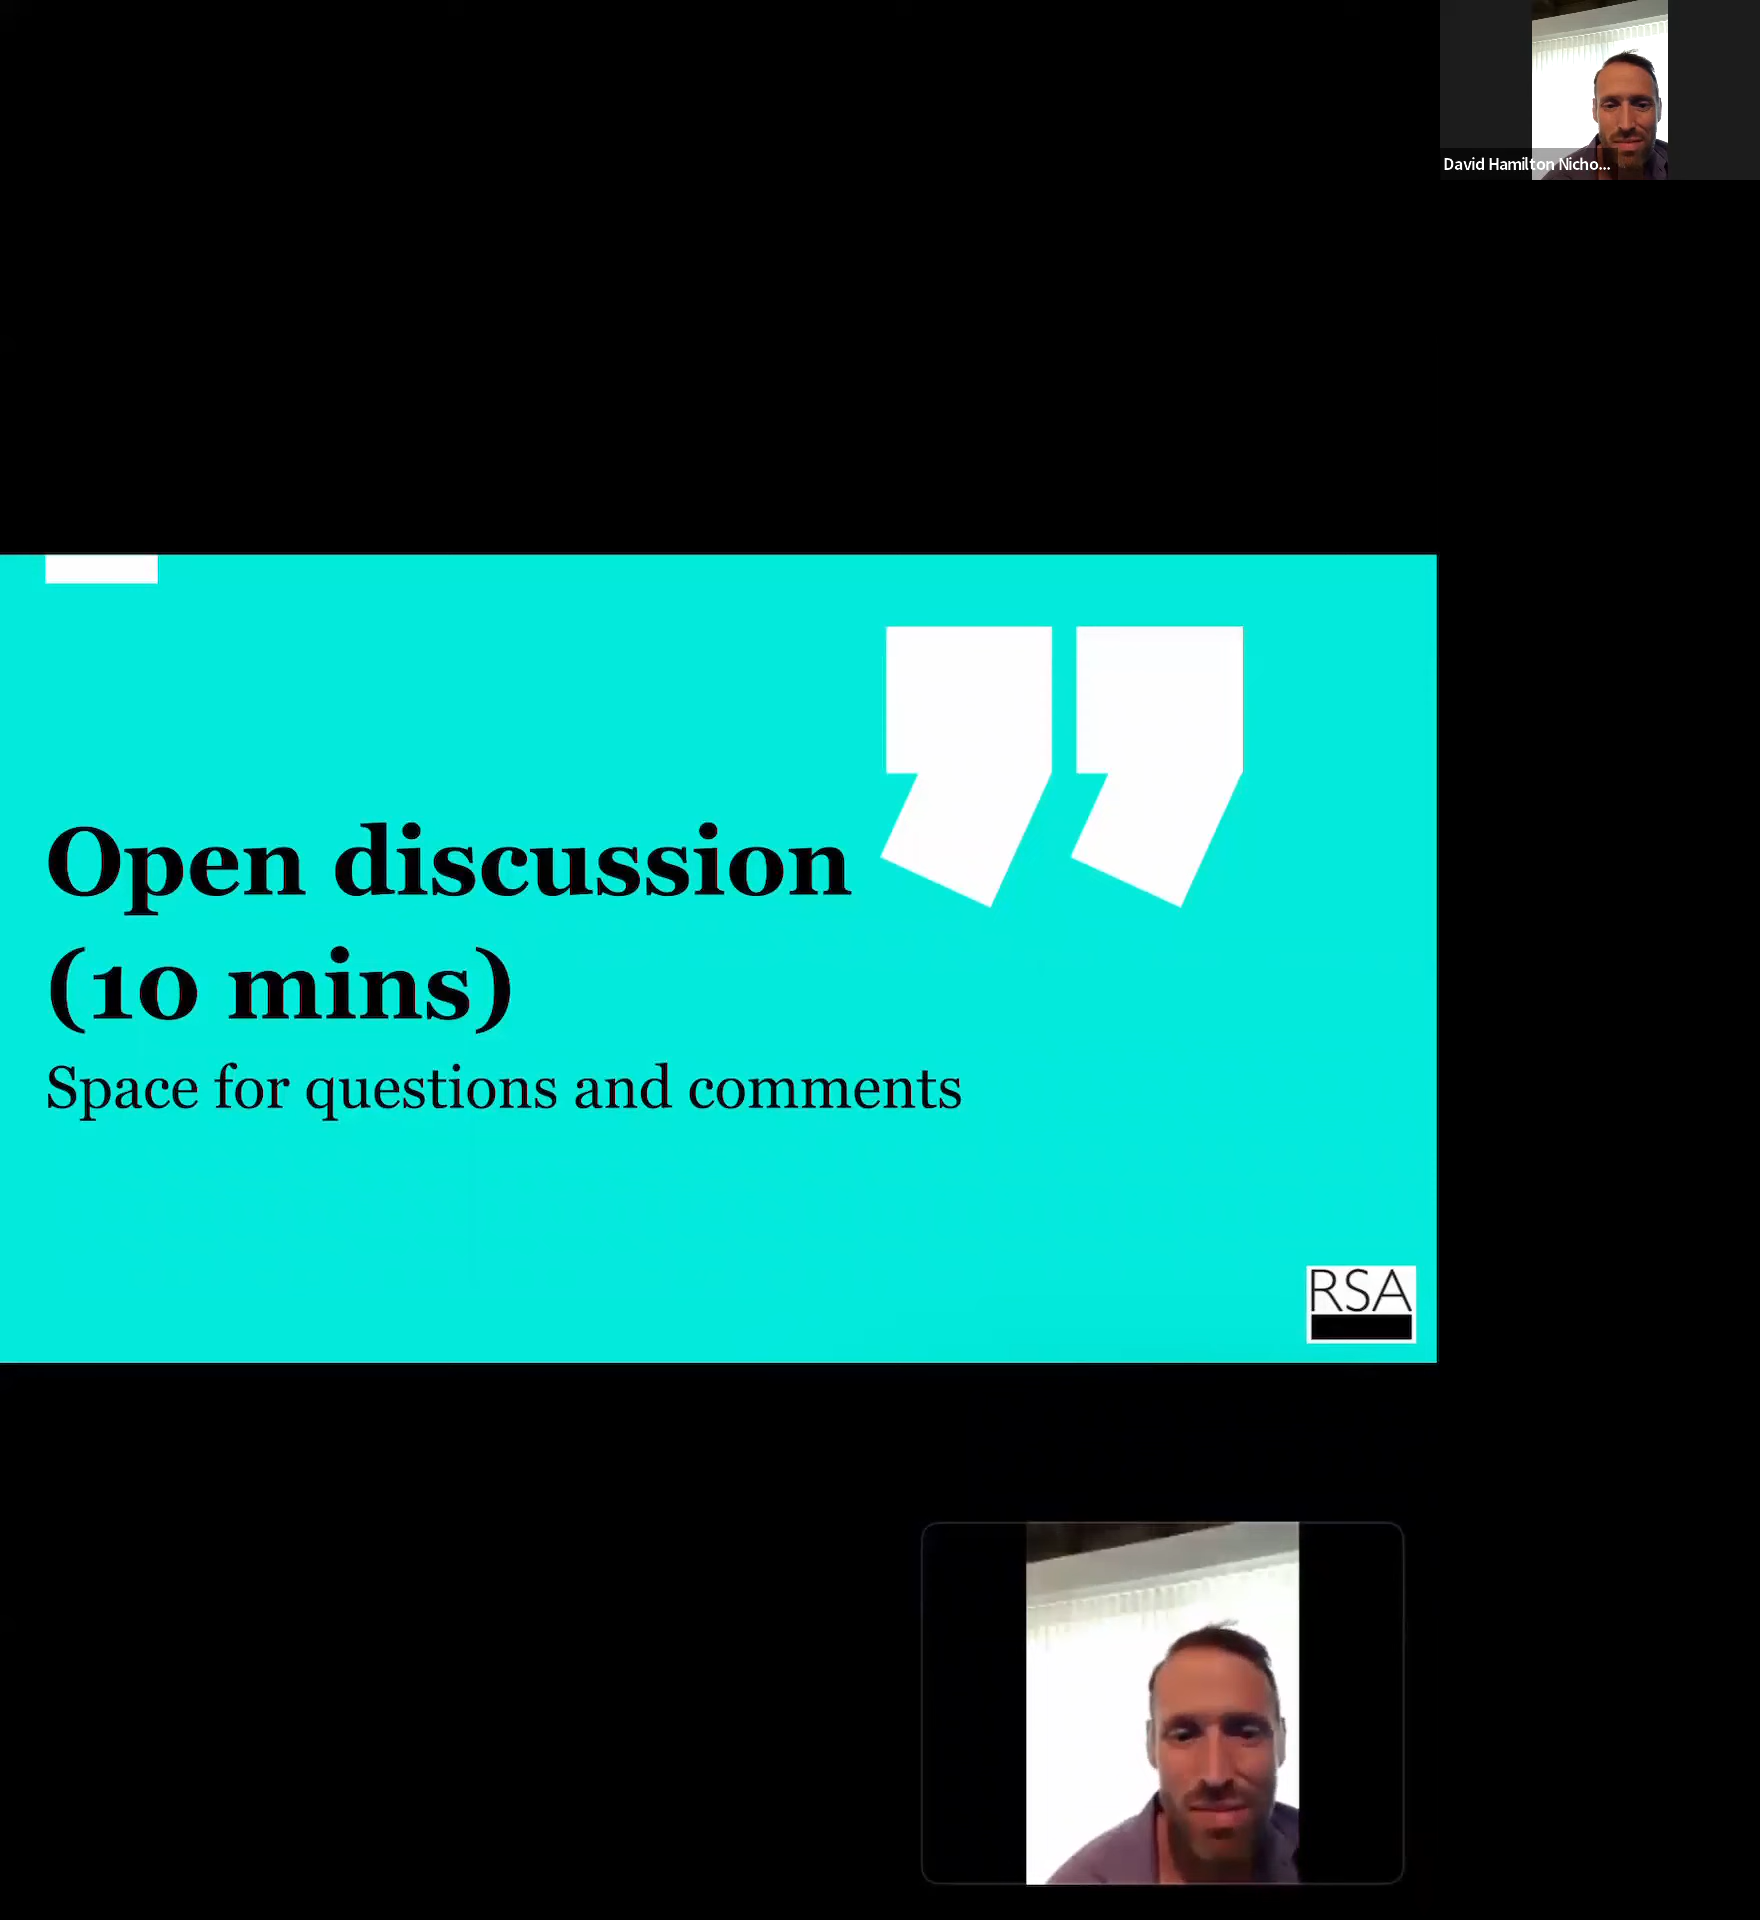 David Hamilton Nicho...
Open discussion
(10 mins)
Space for questions and comments
RSA